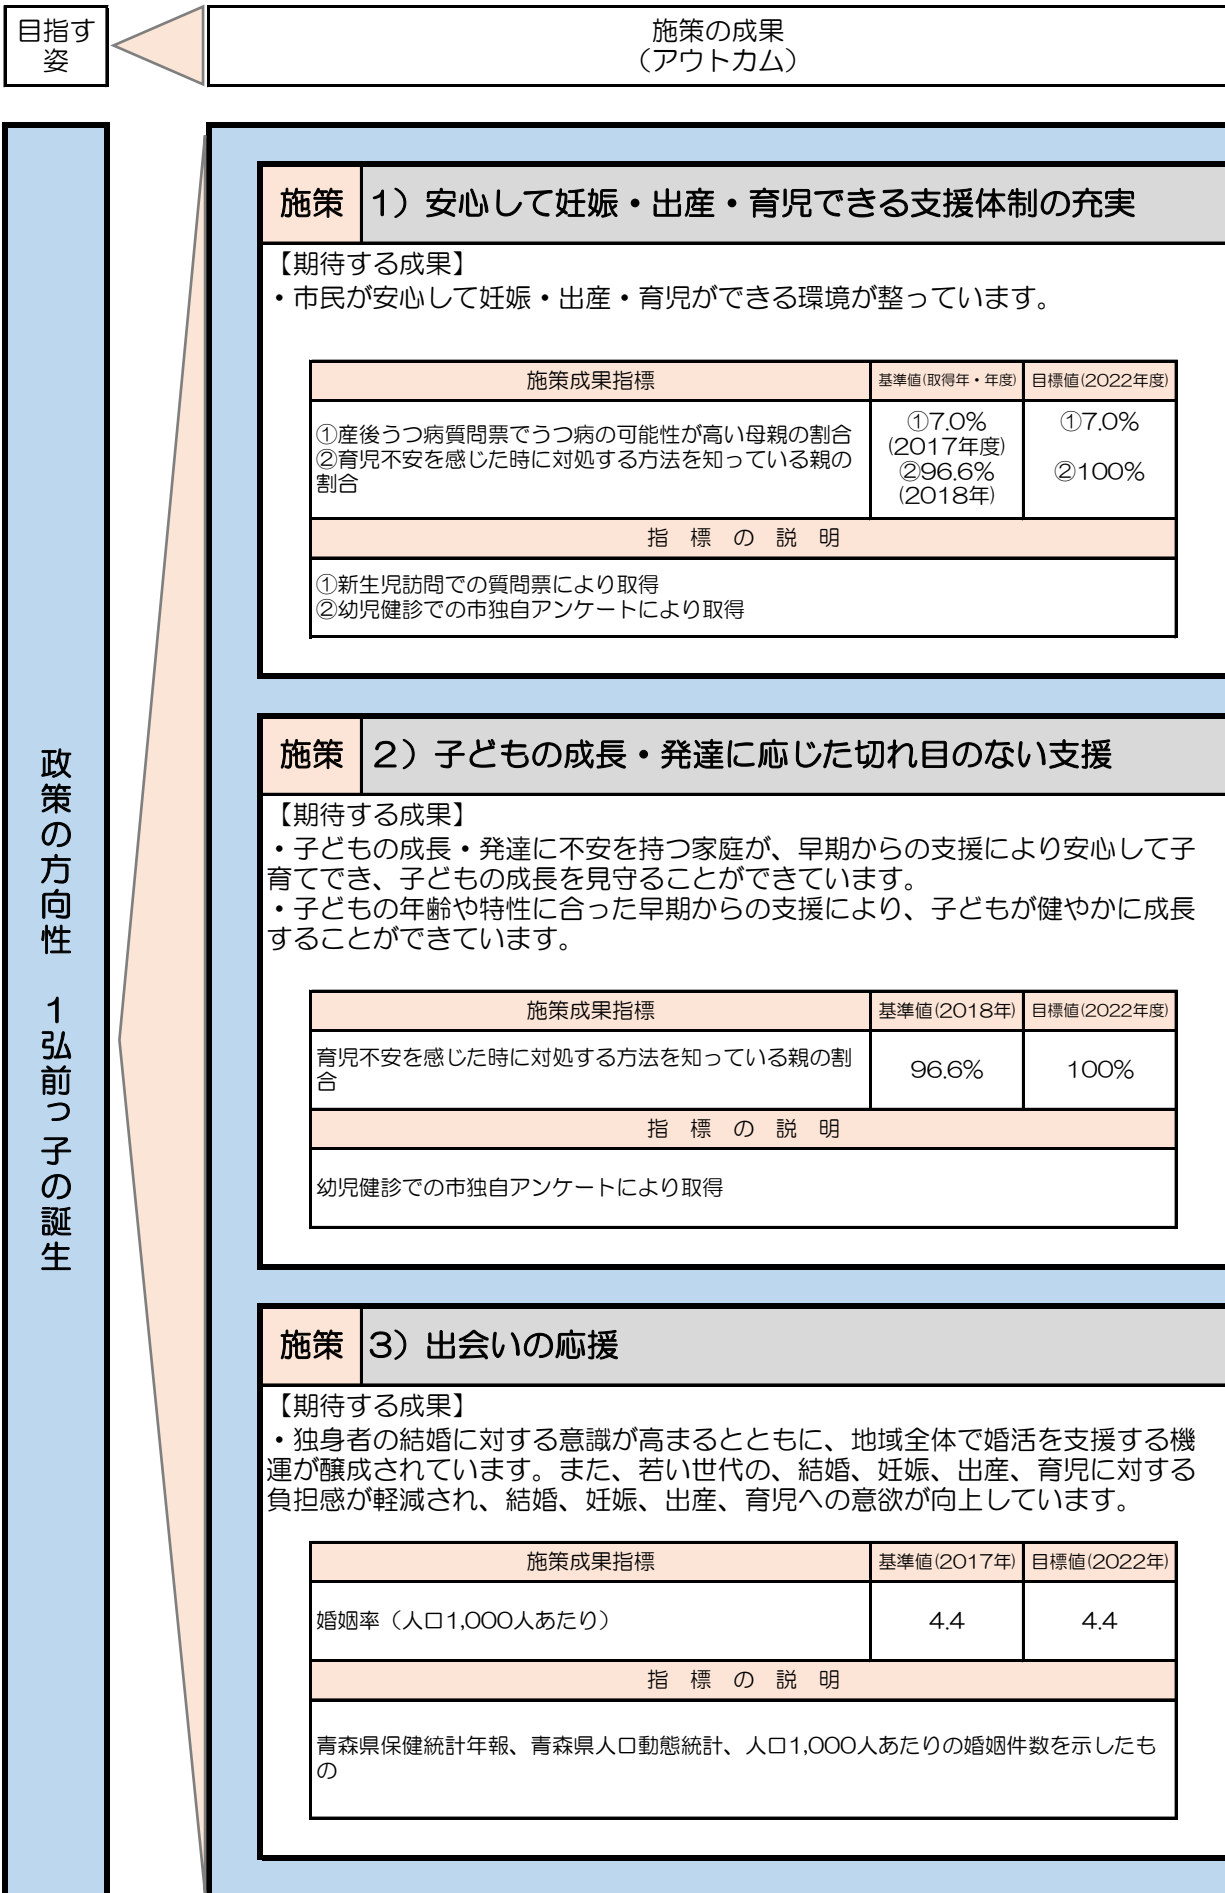 目指す
姿
施策の成果
（アウトカム）
政策の方向性　１弘前っ子の誕生
施策
１）安心して妊娠・出産・育児できる支援体制の充実
【期待する成果】
・市民が安心して妊娠・出産・育児ができる環境が整っています。
施策成果指標
基準値(取得年・年度)
目標値(2022年度)
①産後うつ病質問票でうつ病の可能性が高い母親の割合
②育児不安を感じた時に対処する方法を知っている親の
割合
①7.0%
(2017年度)
②96.6%
(2018年)
①7.0%
②100%
指　標　の　説　明
①新生児訪問での質問票により取得
②幼児健診での市独自アンケートにより取得
施策
２）子どもの成長・発達に応じた切れ目のない支援
【期待する成果】
・子どもの成長・発達に不安を持つ家庭が、早期からの支援により安心して子
育てでき、子どもの成長を見守ることができています。
・子どもの年齢や特性に合った早期からの支援により、子どもが健やかに成長
することができています。
施策成果指標
基準値(2018年)
目標値(2022年度)
育児不安を感じた時に対処する方法を知っている親の割
合
96.6%
100%
指　標　の　説　明
幼児健診での市独自アンケートにより取得
施策
３）出会いの応援
【期待する成果】
・独身者の結婚に対する意識が高まるとともに、地域全体で婚活を支援する機
運が醸成されています。また、若い世代の、結婚、妊娠、出産、育児に対する
負担感が軽減され、結婚、妊娠、出産、育児への意欲が向上しています。
施策成果指標
基準値(2017年)
目標値(2022年)
婚姻率（人口1,000人あたり）
4.4
4.4
指　標　の　説　明
青森県保健統計年報、青森県人口動態統計、人口1,000人あたりの婚姻件数を示したも
の